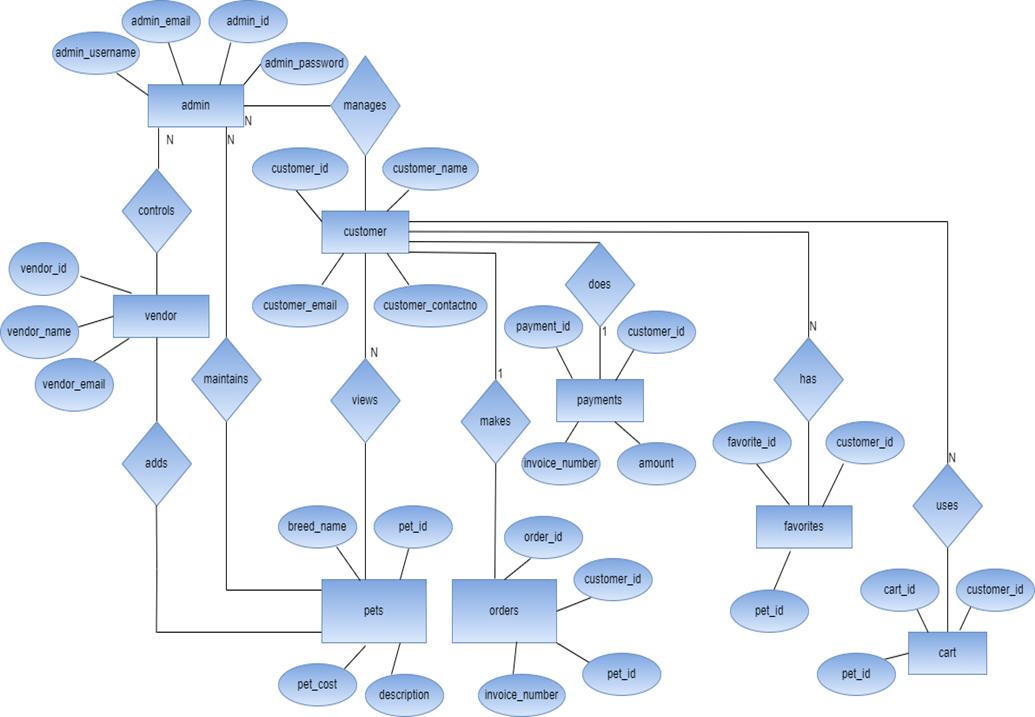 admin_email
admin_id
admin_username
admin_password
admin
manages
N
N
N
customer_id
customer_name
controls
customer
vendor_id
does
customer_email
customer_contactno
vendor
payment_id
customer_id
vendor_name
1
N
N
vendor_email
maintains
1
has
views
payments
makes
favorite_id
customer_id
adds
invoice_number
amount
N
uses
breed_name
pet_id
order_id
favorites
customer_id
cart_id
customer_id
pets
orders
pet_id
cart
pet_cost
description
invoice_number
pet_id
pet_id